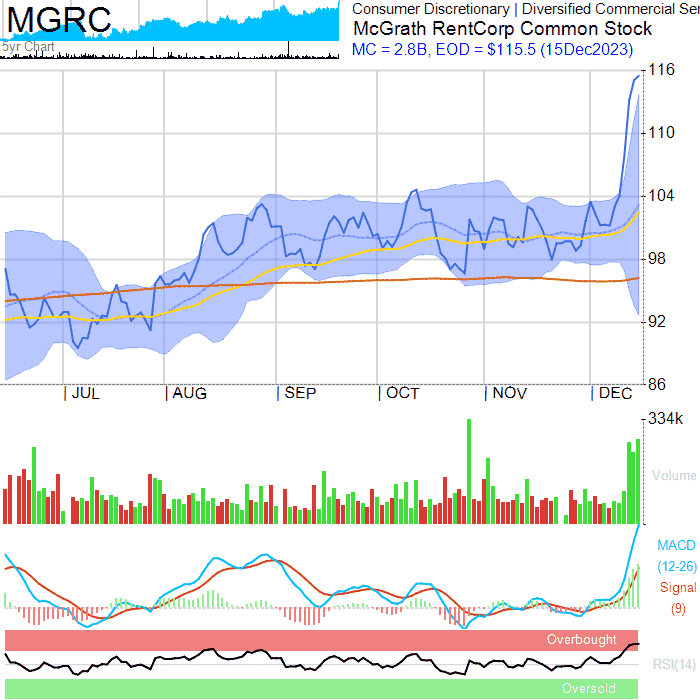 MGRC
5yr Chart
Consumer Discretionary | Diversified Commercial Ser
McGrath RentCorp Common Stock
MC = 2.8B, EOD = $115.5 (15Dec2023)
116
110
104
98
92
86
JUL
AUG
SEP
OCT
NOV
DEC
334k
Volume
MACD
(12-26)
Signal
(9)
Overbought
RSI(14)
Oversold